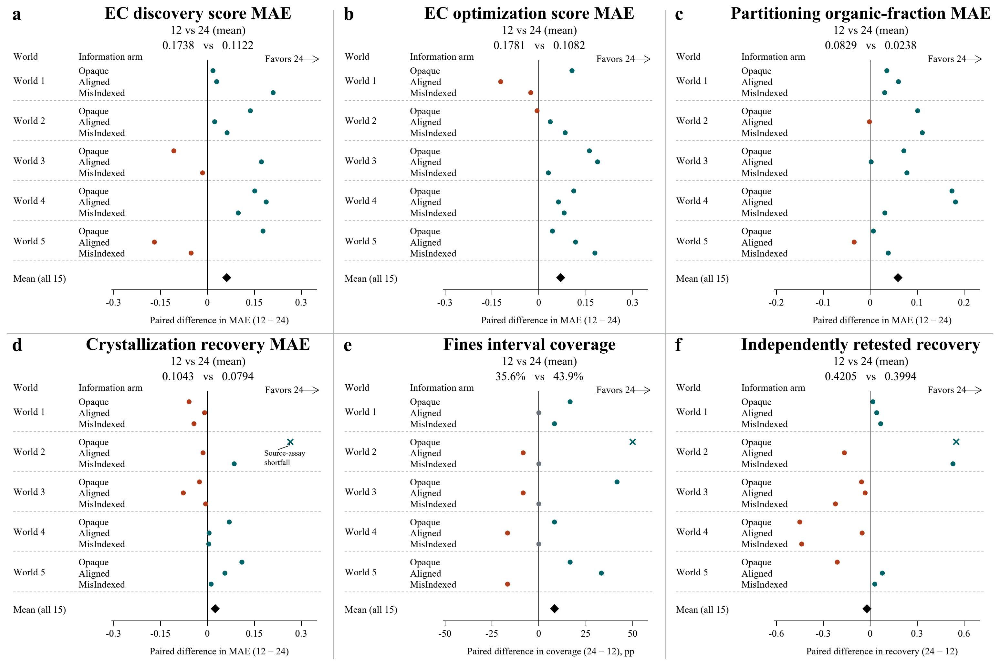 a EC discovery score MAE
12 vs 24 (mean)
0.1738 vs 0.1122
World Information arm Favors 24
Opaque
World 1 Aligned
MisIndexed
Opaque
World 2 Aligned
MisIndexed
Opaque
World 3 Aligned
MisIndexed
Opaque
World 4 Aligned
MisIndexed
Opaque
World 5 Aligned
MisIndexed
Mean (all 15)
-0.3 -0.15 0 0.15 0.3
Paired difference in MAE (12 − 24)
b EC optimization score MAE
12 vs 24 (mean)
0.1781 vs 0.1082
World Information arm Favors 24
Opaque
World 1 Aligned
MisIndexed
Opaque
World 2 Aligned
MisIndexed
Opaque
World 3 Aligned
MisIndexed
Opaque
World 4 Aligned
MisIndexed
Opaque
World 5 Aligned
MisIndexed
Mean (all 15)
-0.3 -0.15 0 0.15 0.3
Paired difference in MAE (12 − 24)
c Partitioning organic-fraction MAE
12 vs 24 (mean)
0.0829 vs 0.0238
World Information arm Favors 24
Opaque
World 1 Aligned
MisIndexed
Opaque
World 2 Aligned
MisIndexed
Opaque
World 3 Aligned
MisIndexed
Opaque
World 4 Aligned
MisIndexed
Opaque
World 5 Aligned
MisIndexed
Mean (all 15)
-0.2 -0.1 0 0.1 0.2
Paired difference in MAE (12 − 24)
d Crystallization recovery MAE
12 vs 24 (mean)
0.1043 vs 0.0794
World Information arm Favors 24
Opaque
World 1 Aligned
MisIndexed
Opaque
World 2 Aligned Source-assay
MisIndexed shortfall
Opaque
World 3 Aligned
MisIndexed
Opaque
World 4 Aligned
MisIndexed
Opaque
World 5 Aligned
MisIndexed
Mean (all 15)
-0.3 -0.15 0 0.15 0.3
Paired difference in MAE (12 − 24)
e Fines interval coverage
12 vs 24 (mean)
35.6% vs 43.9%
World Information arm Favors 24
Opaque
World 1 Aligned
MisIndexed
Opaque
World 2 Aligned
MisIndexed
Opaque
World 3 Aligned
MisIndexed
Opaque
World 4 Aligned
MisIndexed
Opaque
World 5 Aligned
MisIndexed
Mean (all 15)
-50 -25 0 25 50
Paired difference in coverage (24 − 12), pp
f Independently retested recovery
12 vs 24 (mean)
0.4205 vs 0.3994
World Information arm Favors 24
Opaque
World 1 Aligned
MisIndexed
Opaque
World 2 Aligned
MisIndexed
Opaque
World 3 Aligned
MisIndexed
Opaque
World 4 Aligned
MisIndexed
Opaque
World 5 Aligned
MisIndexed
Mean (all 15)
-0.6 -0.3 0 0.3 0.6
Paired difference in recovery (24 − 12)